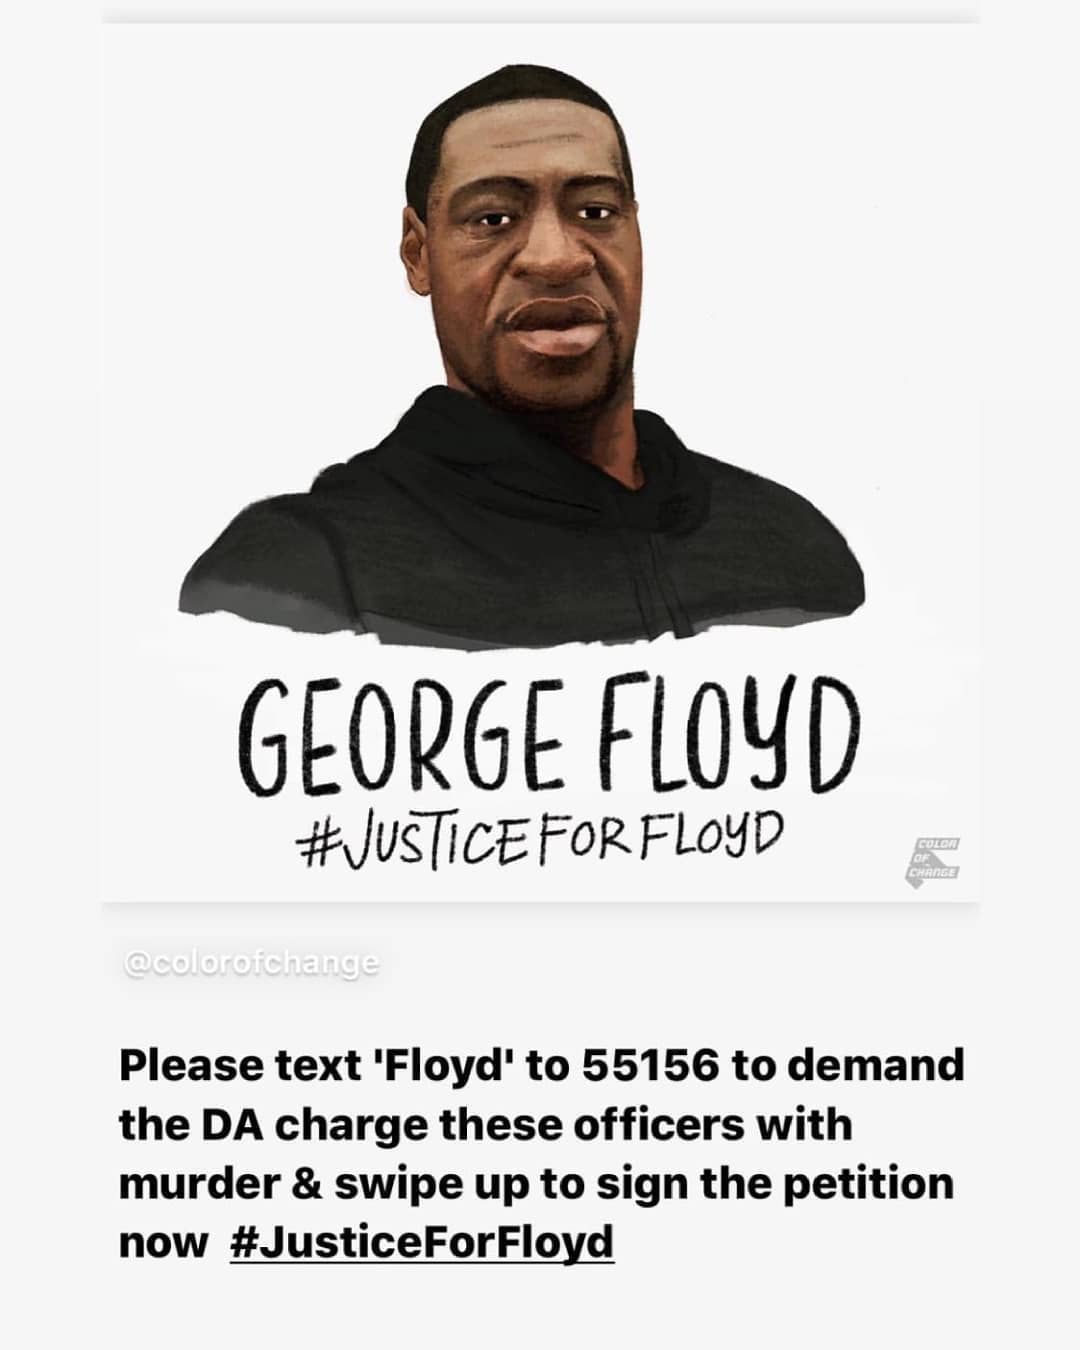 GEORGE FLOYD
#JUSTICEFORFLOYD
COLOR
OF
CHANGE
@colorofchange
Please text 'Floyd' to 55156 to demand
the DA charge these officers with
murder & swipe up to sign the petition
now #JusticeForFloyd